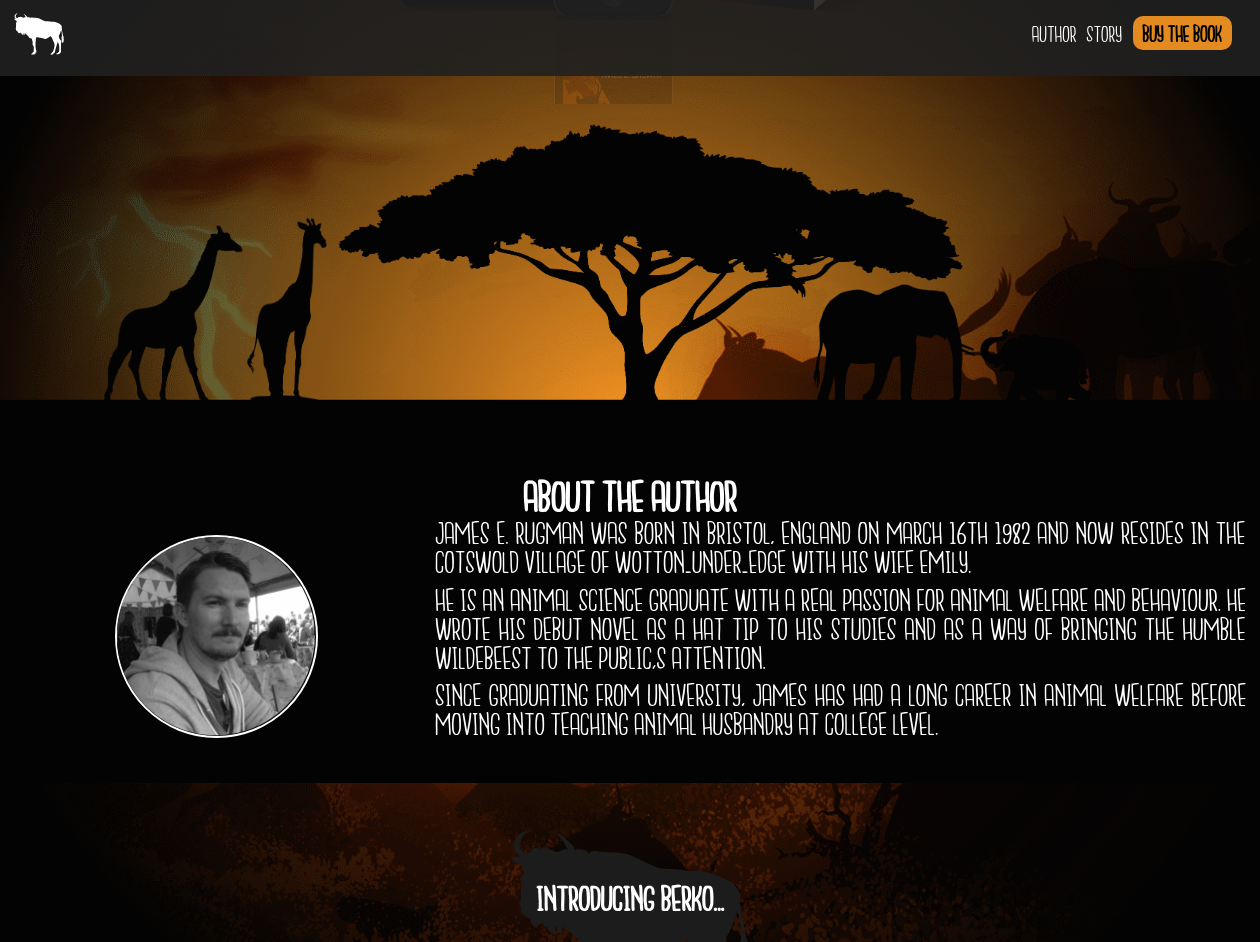 AUTHOR STORY BUY THE BOOK
ABOUT THE AUTHOR
JAMES E. RUGMAN WAS BORN IN BRISTOL, ENGLAND ON MARCH 16TH 1982 AND NOW RESIDES IN THE
COTSWOLD VILLAGE OF WOTTON_UNDER_EDGE WITH HIS WIFE EMILY.
HE IS AN ANIMAL SCIENCE GRADUATE WITH A REAL PASSION FOR ANIMAL WELFARE AND BEHAVIOUR. HE
WROTE HIS DEBUT NOVEL AS A HAT TIP TO HIS STUDIES AND AS A WAY OF BRINGING THE HUMBLE
WILDEBEEST TO THE PUBLIC,S ATTENTION.
SINCE GRADUATING FROM UNIVERSITY, JAMES HAS HAD A LONG CAREER IN ANIMAL WELFARE BEFORE
MOVING INTO TEACHING ANIMAL HUSBANDRY AT COLLEGE LEVEL.
INTRODUCING BERKO...